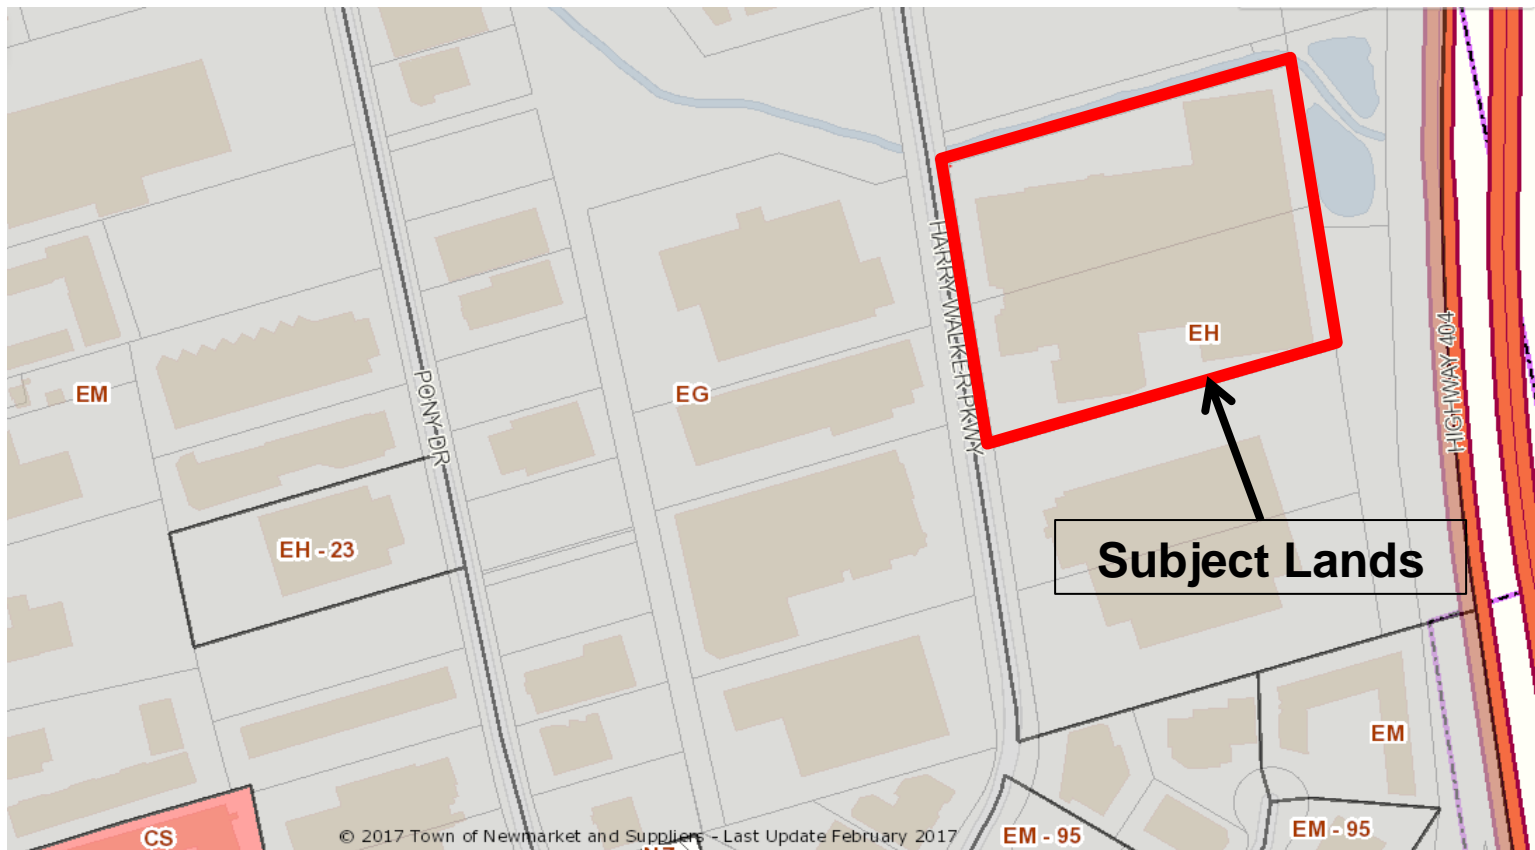 HARRY WALKER PKWY
EH
HIGHWAY 404
PONY DR
EM
EG
EH - 23
Subject Lands
EM
CS
© 2017 Town of Newmarket and Suppliers - Last Update February 2017
EM - 95
EM - 95